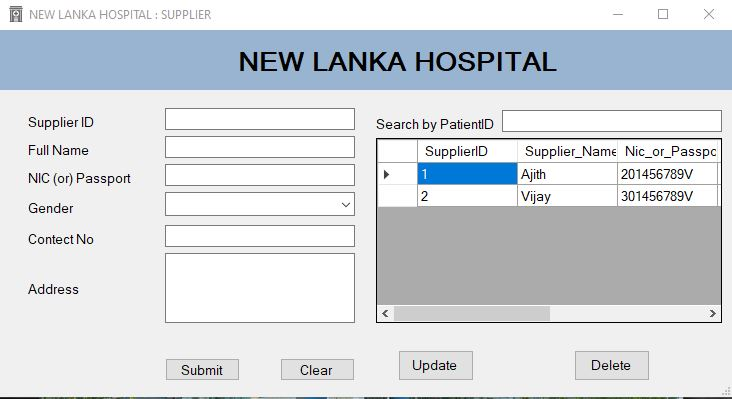 NEW LANKA HOSPITAL : SUPPLIER
NEW LANKA HOSPITAL
Supplier ID
Full Name
NIC (or) Passport
Gender
Contect No
Address
Submit Clear
Search by PatientID
SupplierID Supplier_Name Nic_or_Passpo
1 Ajith 201456789V
2 Vijay 301456789V
Update Delete